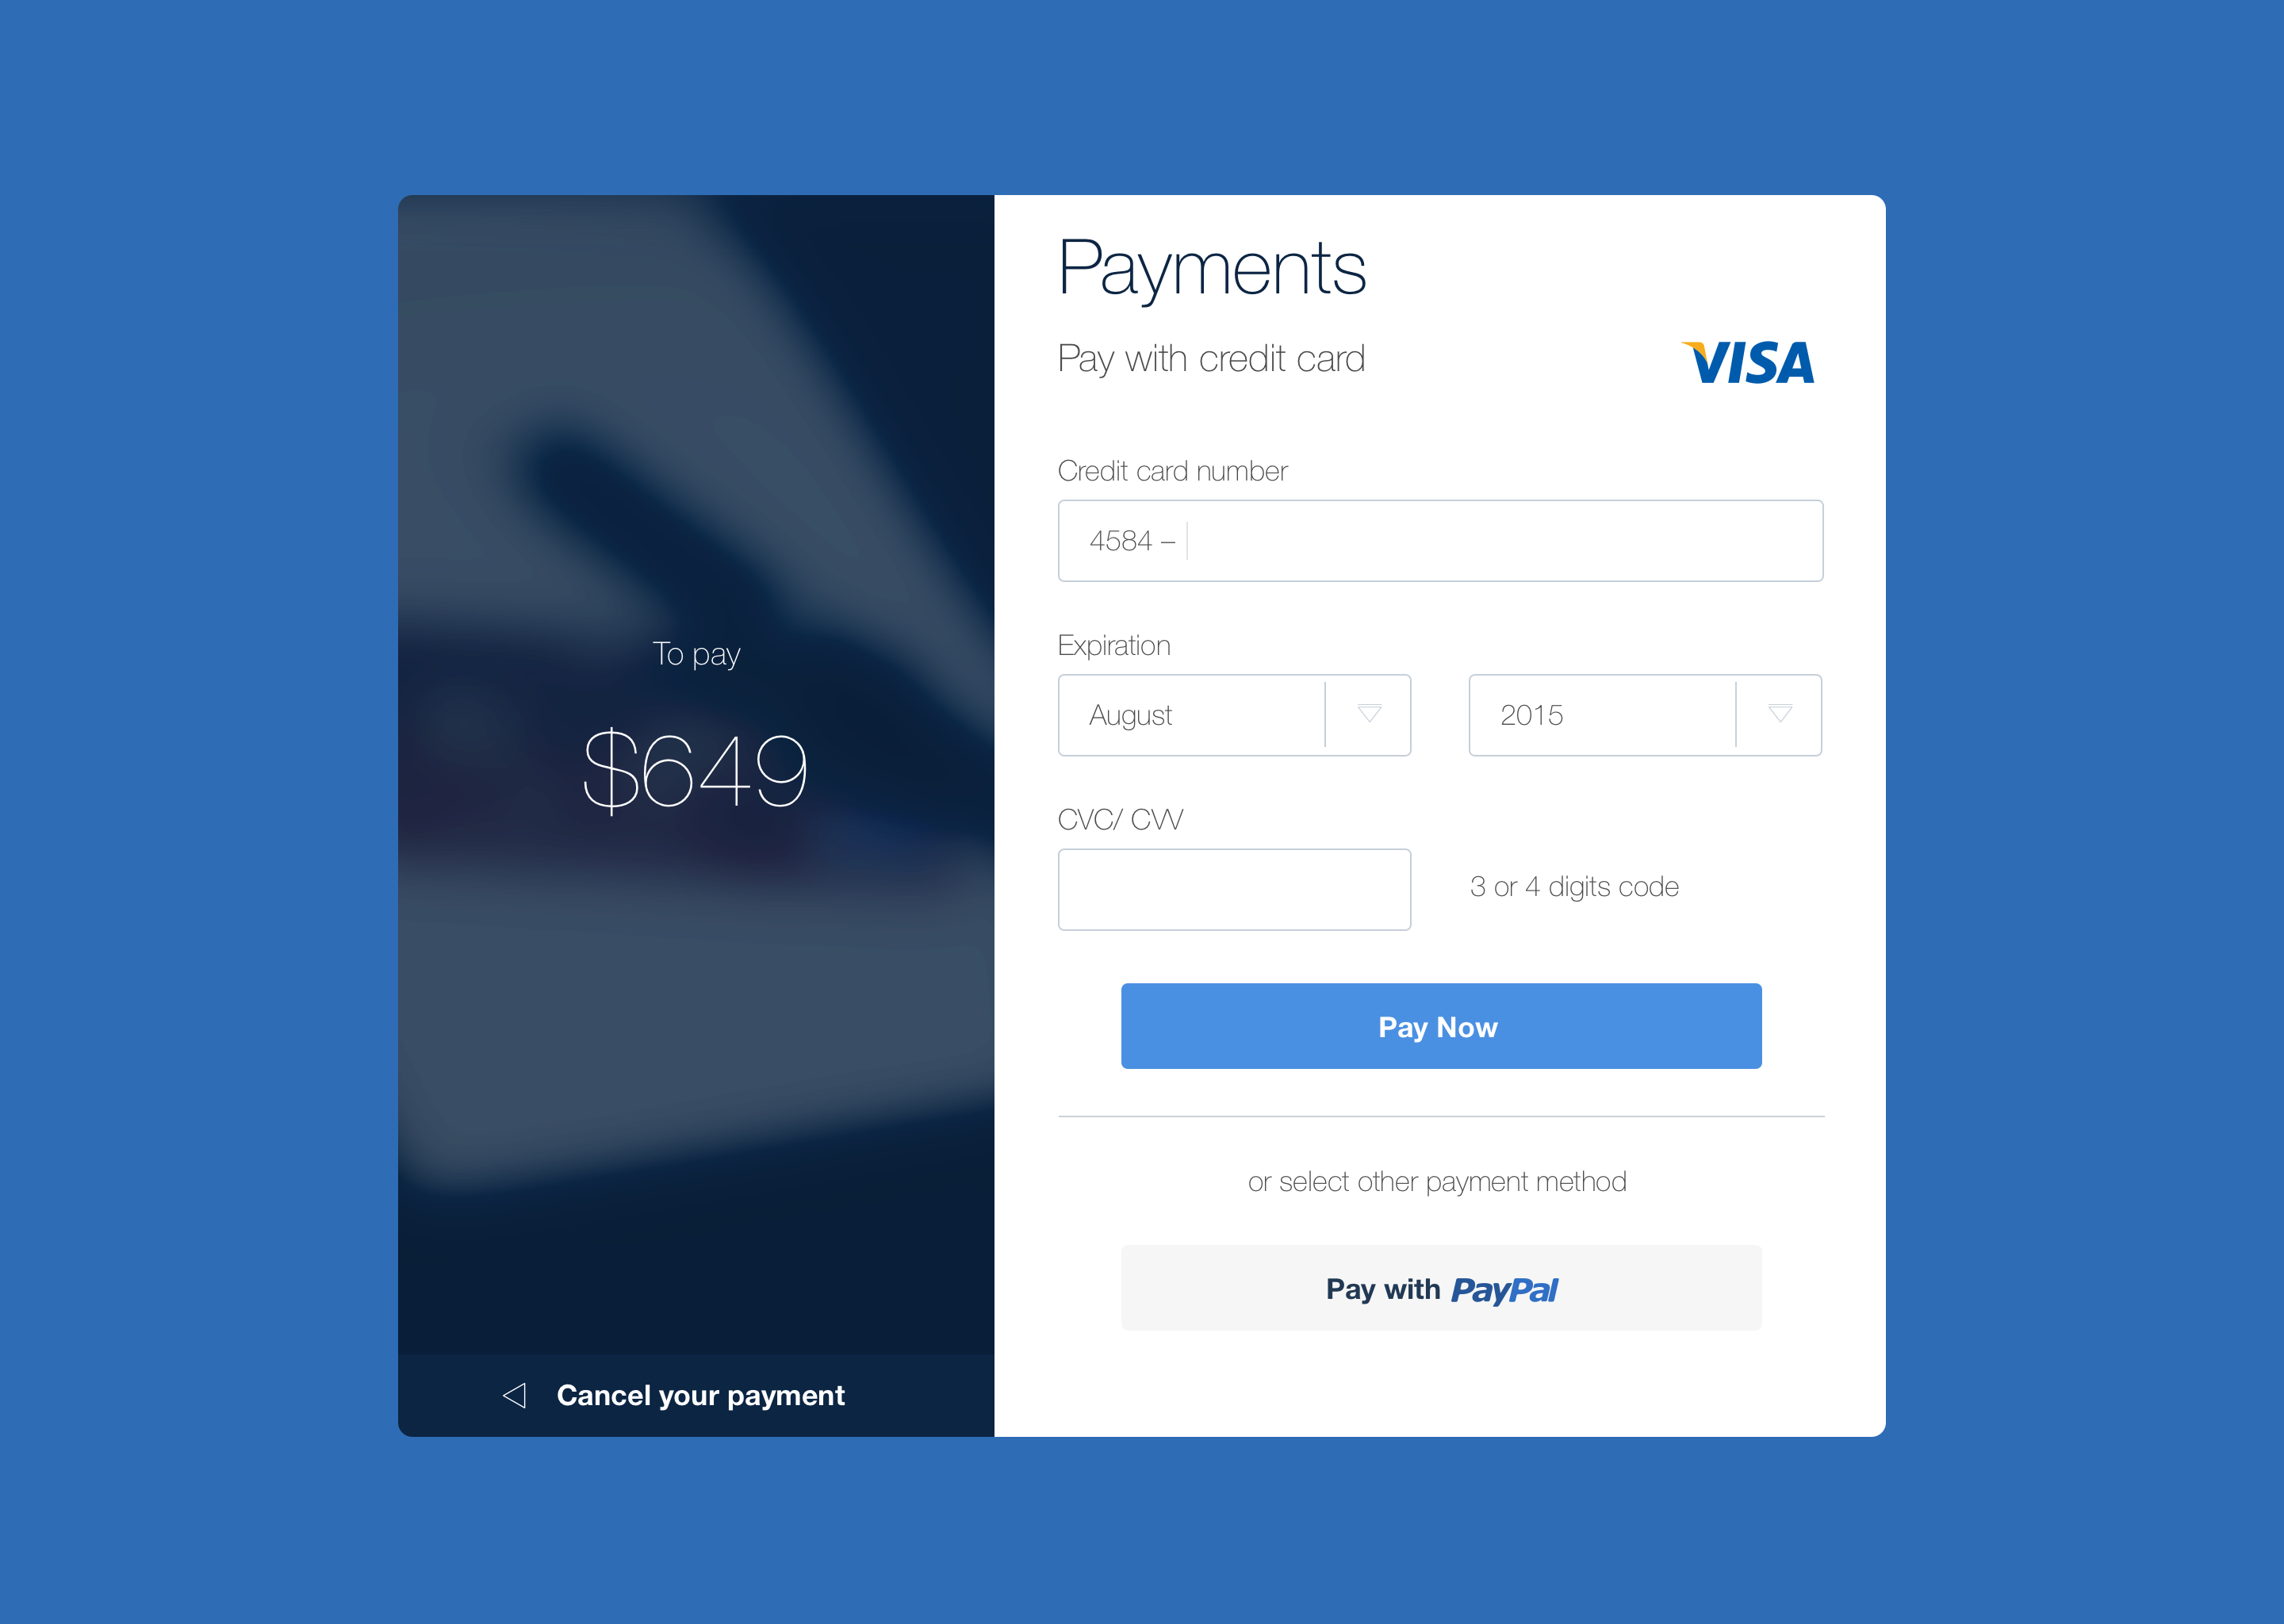 To pay
$649
Cancel your payment
Payments
Pay with credit card
VISA
Credit card number
4584 –
Expiration
August
2015
CVC/ CVV
3 or 4 digits code
Pay Now
or select other payment method
Pay with PayPal